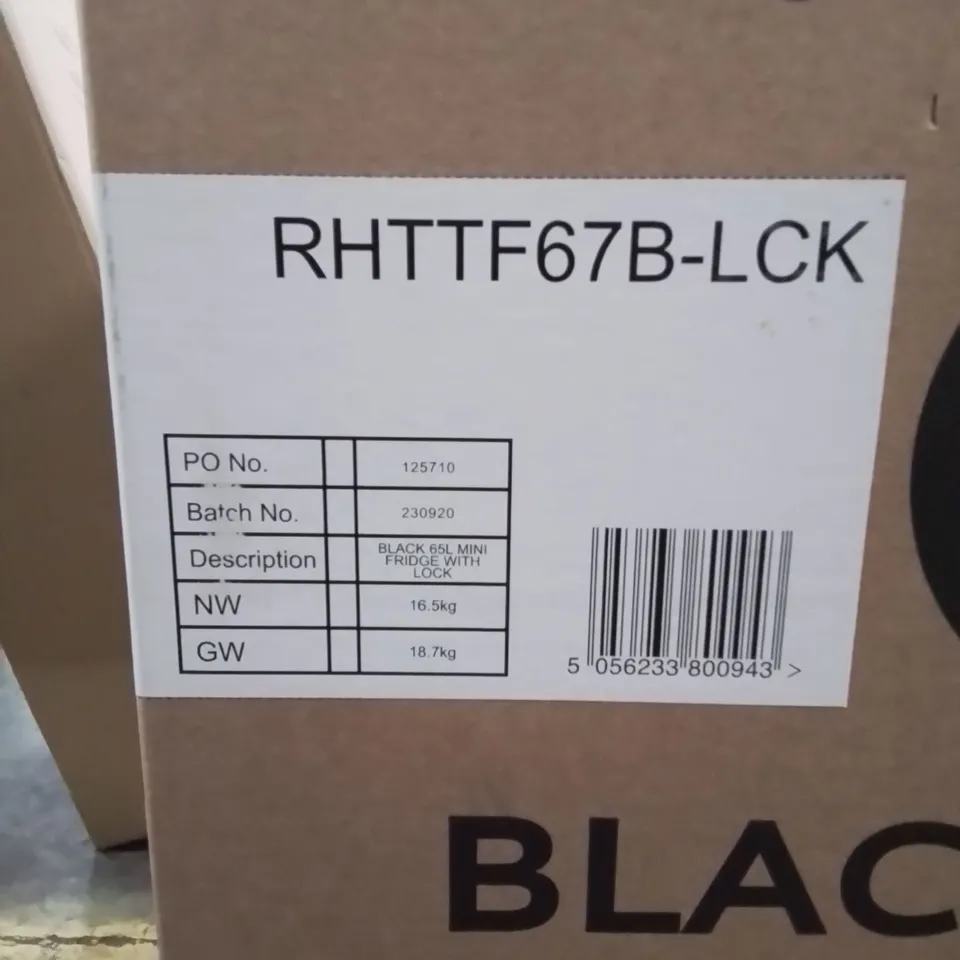 RHTTF67B-LCK
PO No. 125710
Batch No. 230920
Description BLACK 65L MINI
FRIDGE WITH
LOCK
NW 16.5kg
GW 18.7kg
5 056233 800943 >
BLAC